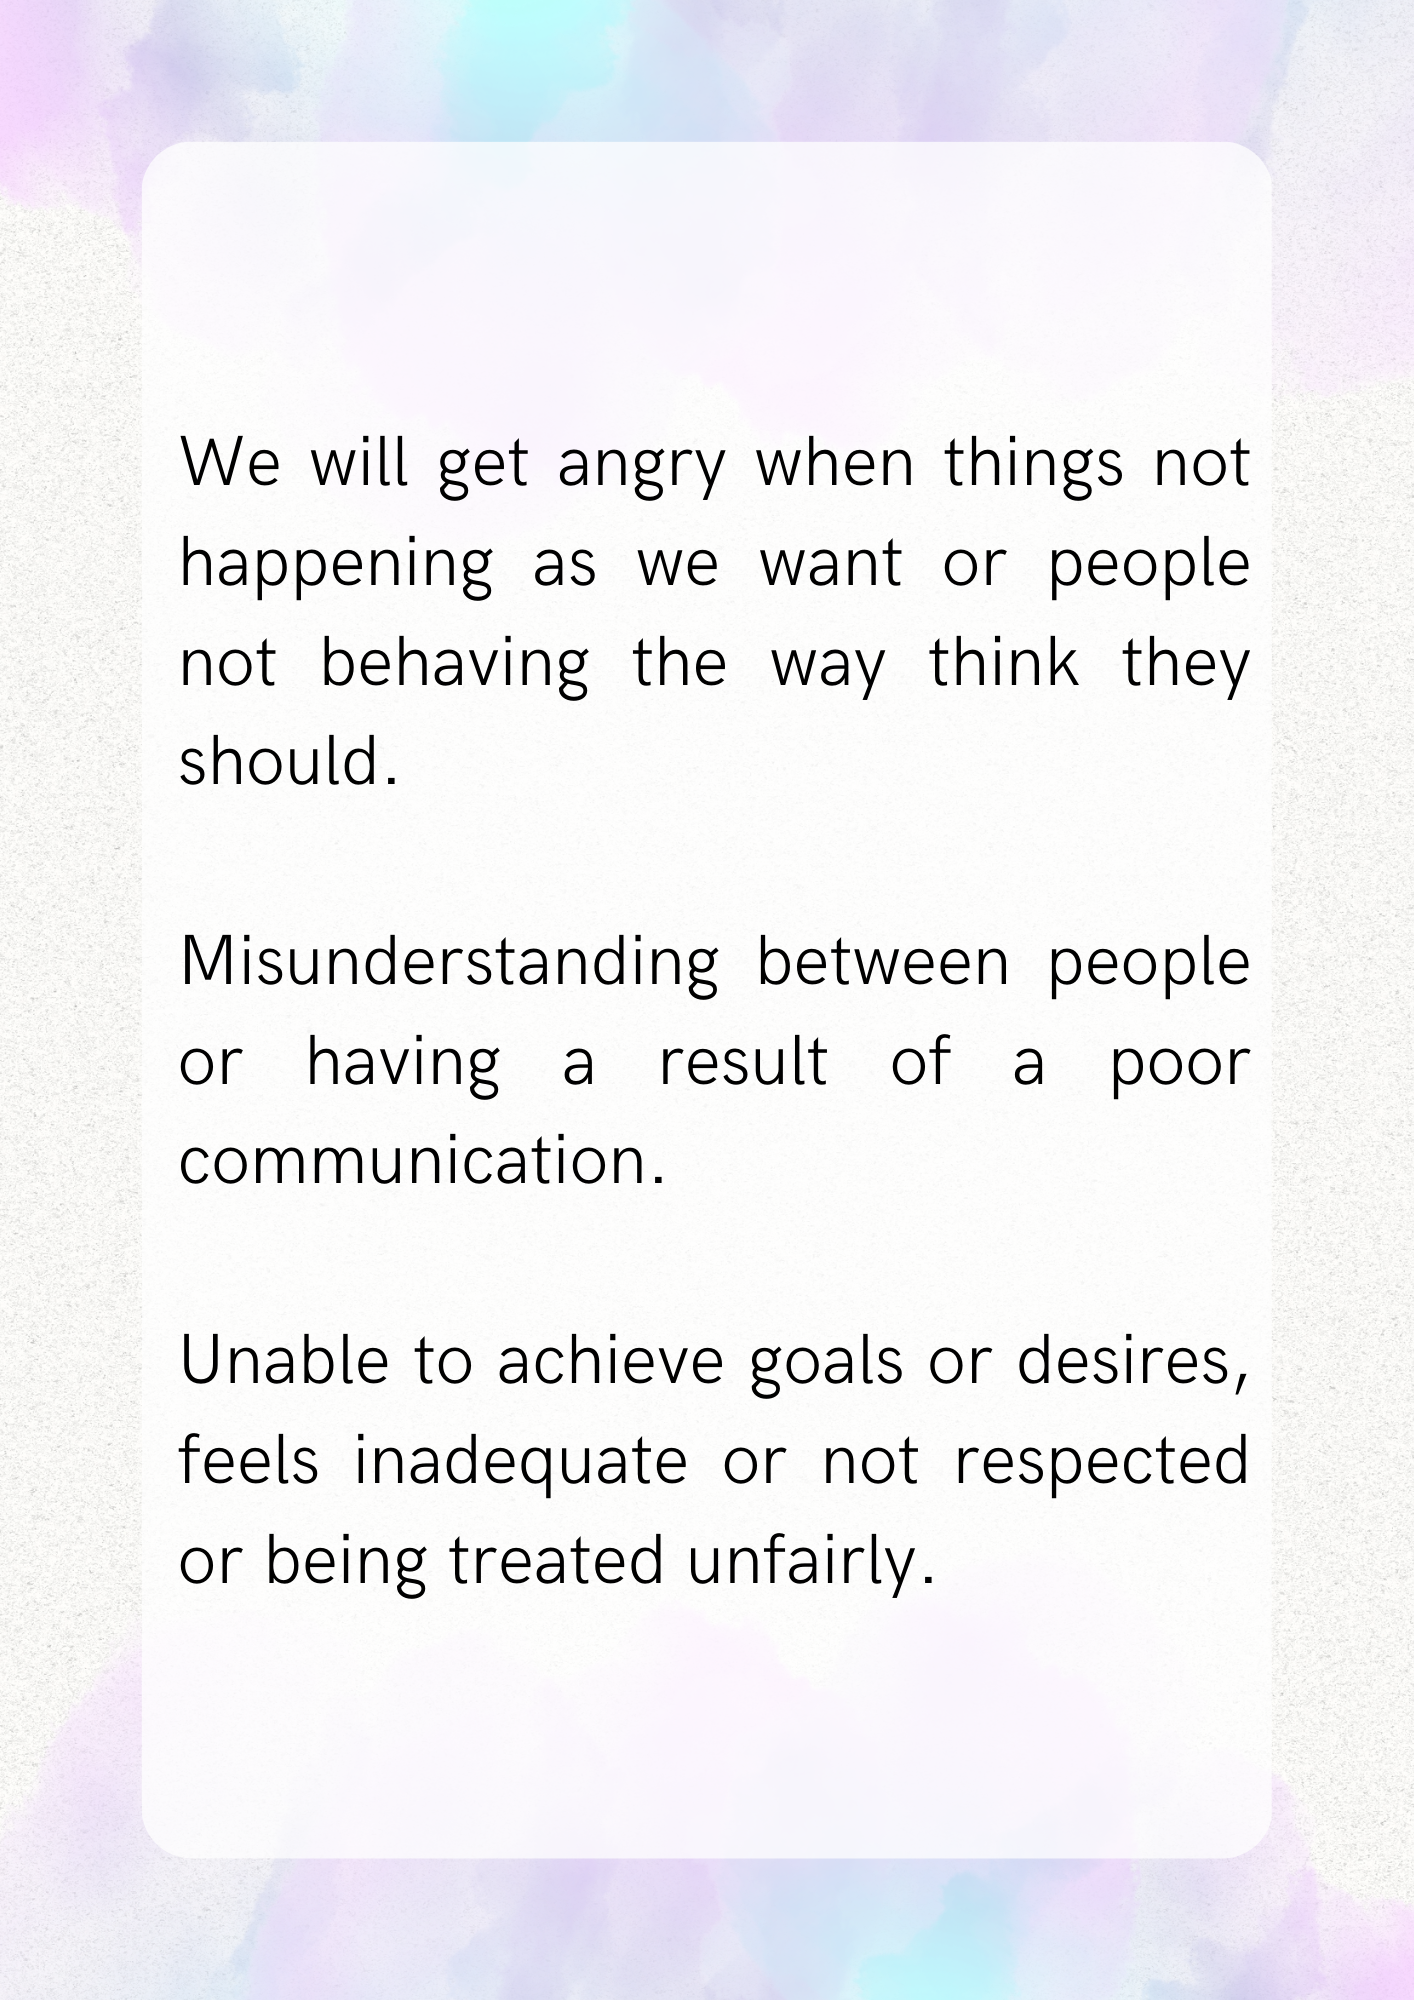 We will get angry when things not
happening as we want or people
not behaving the way think they
should.
Misunderstanding between people
or having a result of a poor
communication.
Unable to achieve goals or desires,
feels inadequate or not respected
or being treated unfairly.